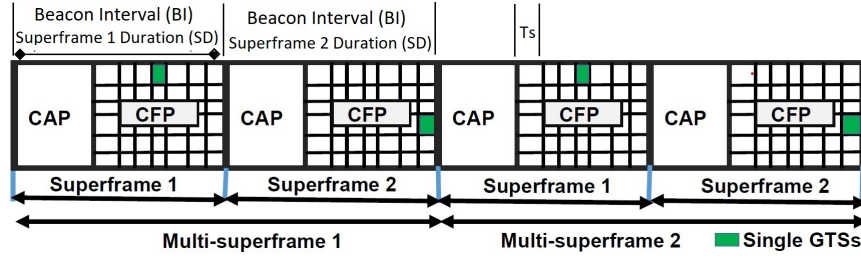 Beacon Interval (BI)
Superframe 1 Duration (SD)
Beacon Interval (BI)
Superframe 2 Duration (SD)
Ts
CAP
CFP
CAP
CFP
CAP
CFP
CAP
CFP
Superframe 1
Superframe 2
Superframe 1
Superframe 2
Multi-superframe 1
Multi-superframe 2
Single GTSs